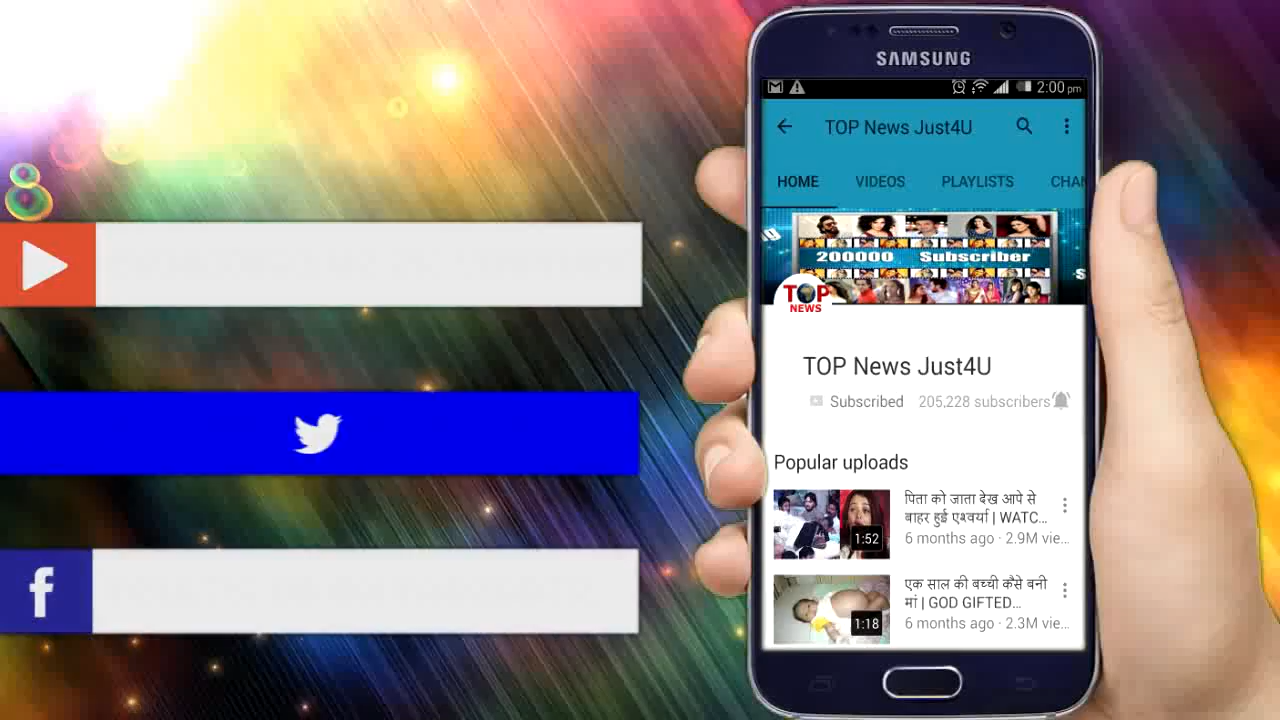 SAMSUNG
2:00 pm
TOP News Just4U
HOME VIDEOS PLAYLISTS CHAN
200000 Subscriber
TOP
NEWS
TOP News Just4U
Subscribed 205,228 subscribers
Popular uploads
पिता को जाता देख आपे से
बाहर हुई एश्वर्या | WATC...
6 months ago · 2.9M vie...
1:52
एक साल की बच्ची कैसे बनी
मां | GOD GIFTED...
6 months ago · 2.3M vie...
1:18